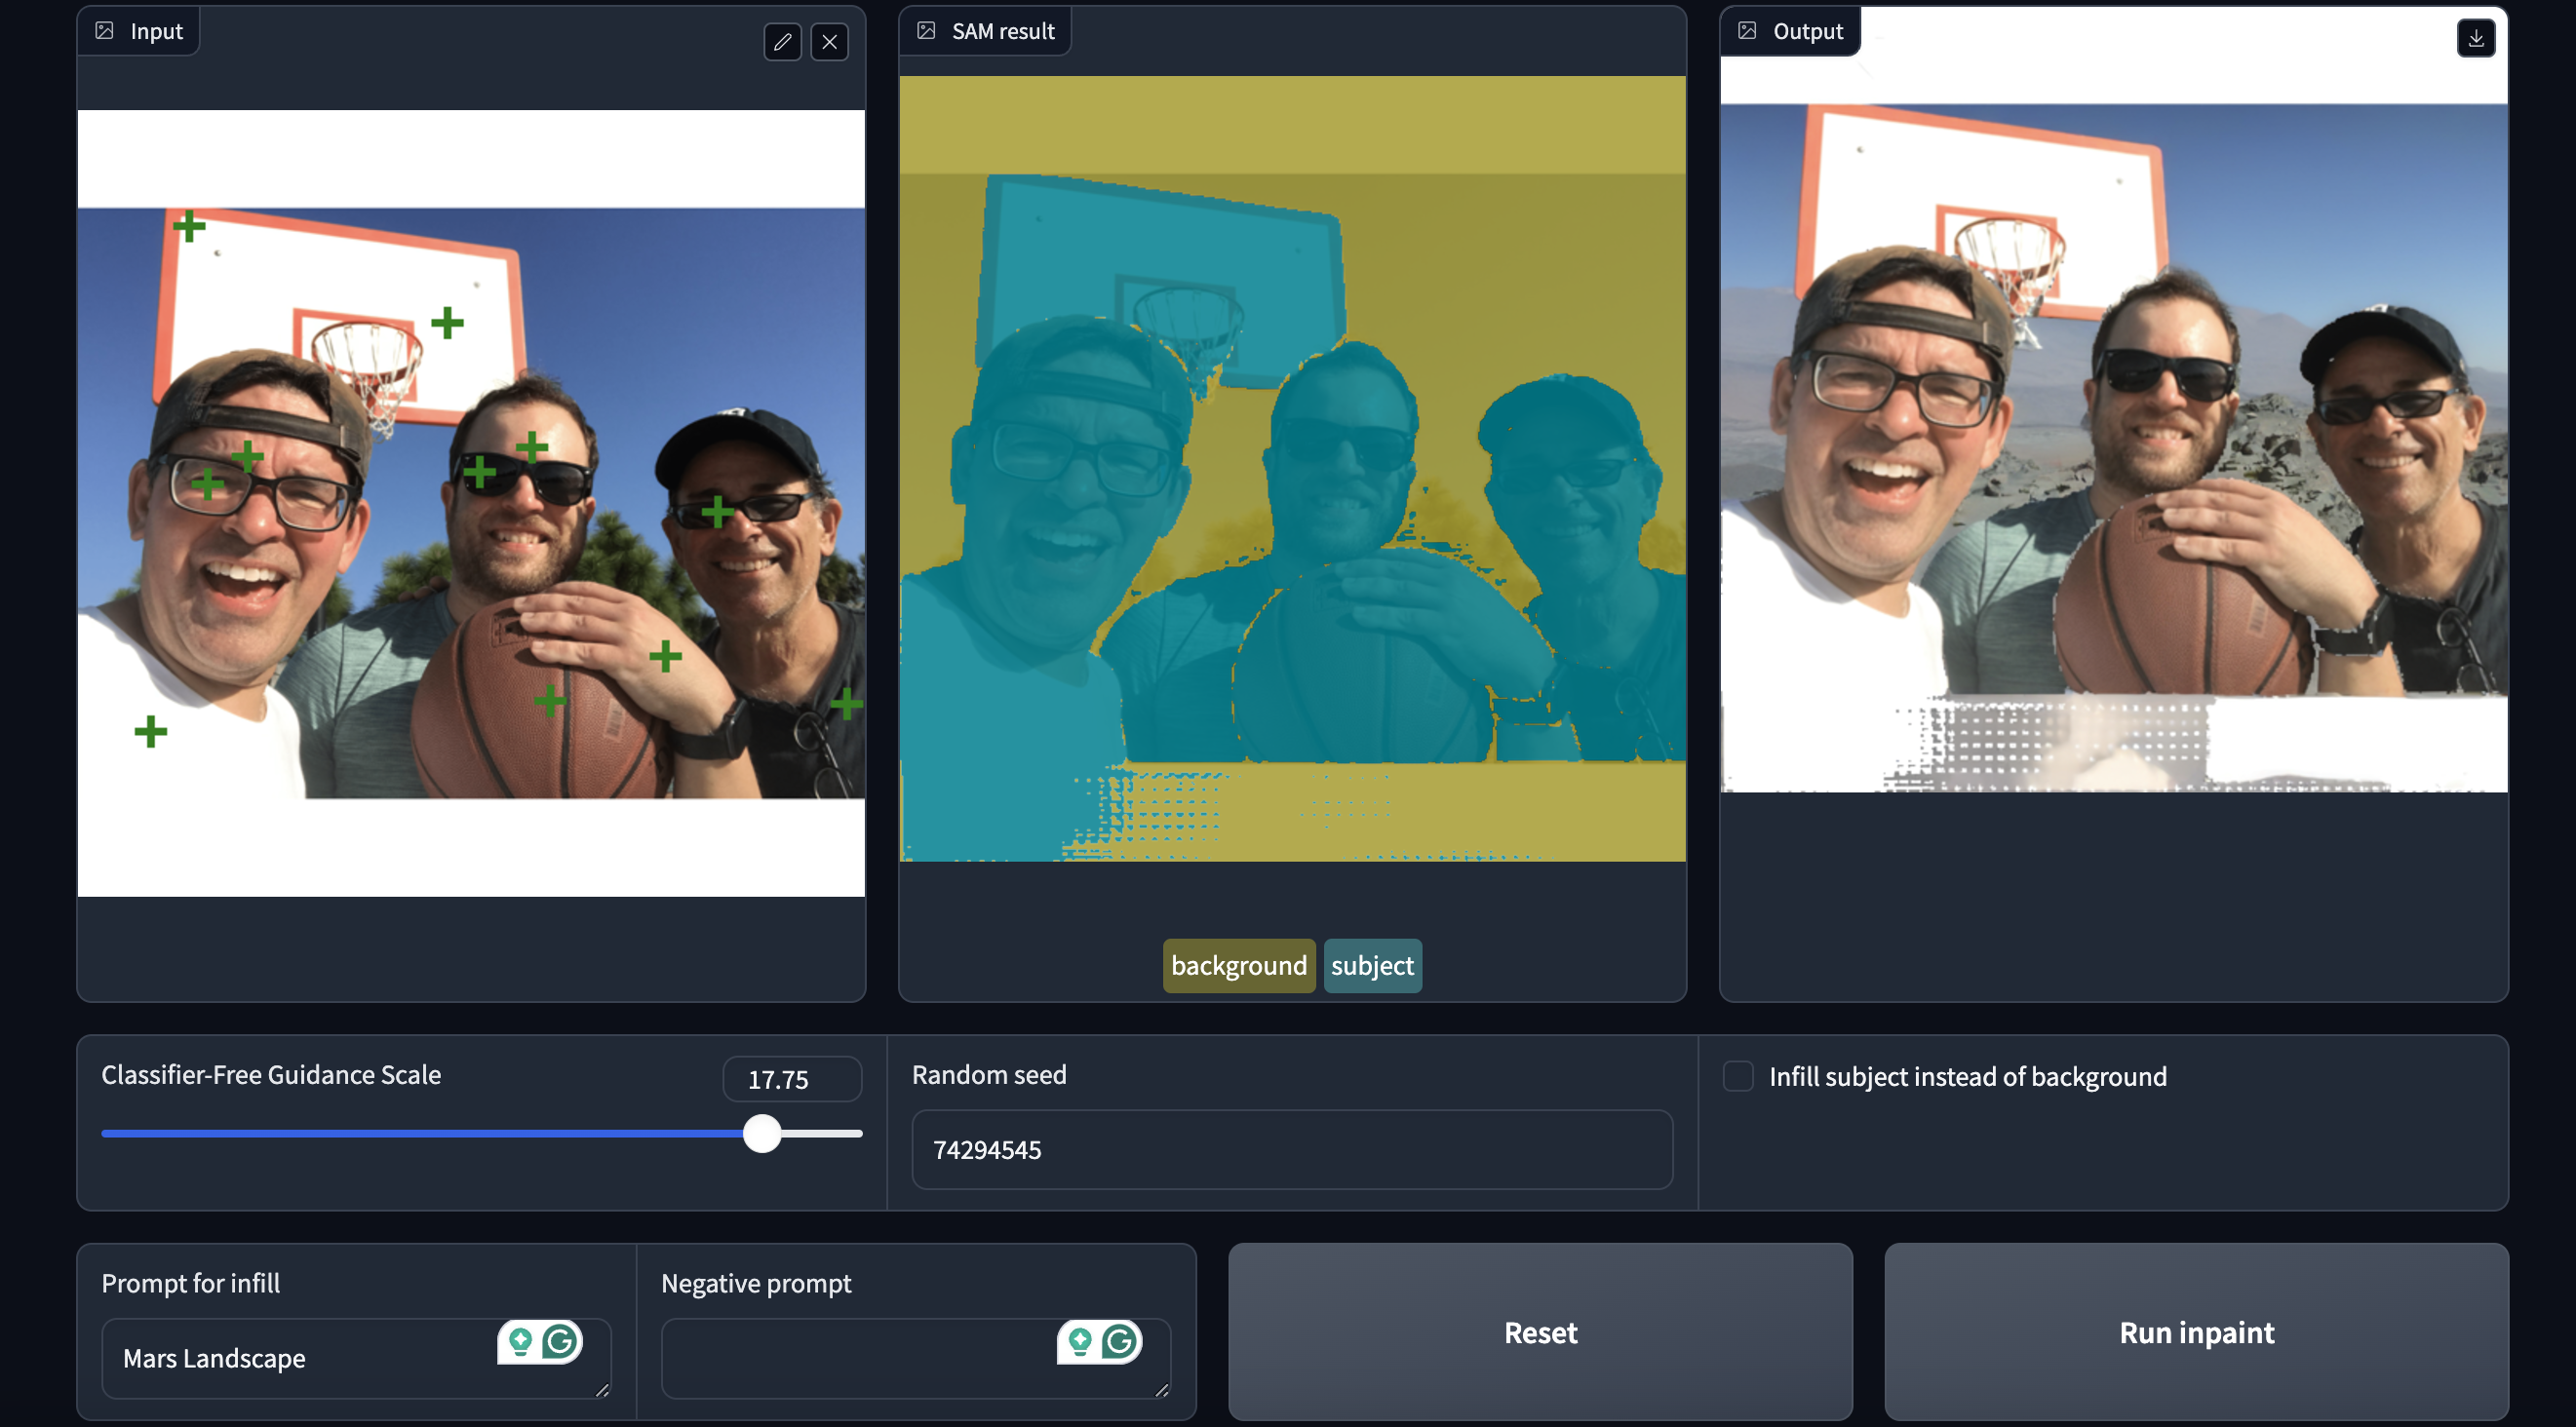 Input
SAM result
Output
background subject
Classifier-Free Guidance Scale
17.75
Random seed
74294545
Infill subject instead of background
Prompt for infill
Mars Landscape
Negative prompt
Reset
Run inpaint